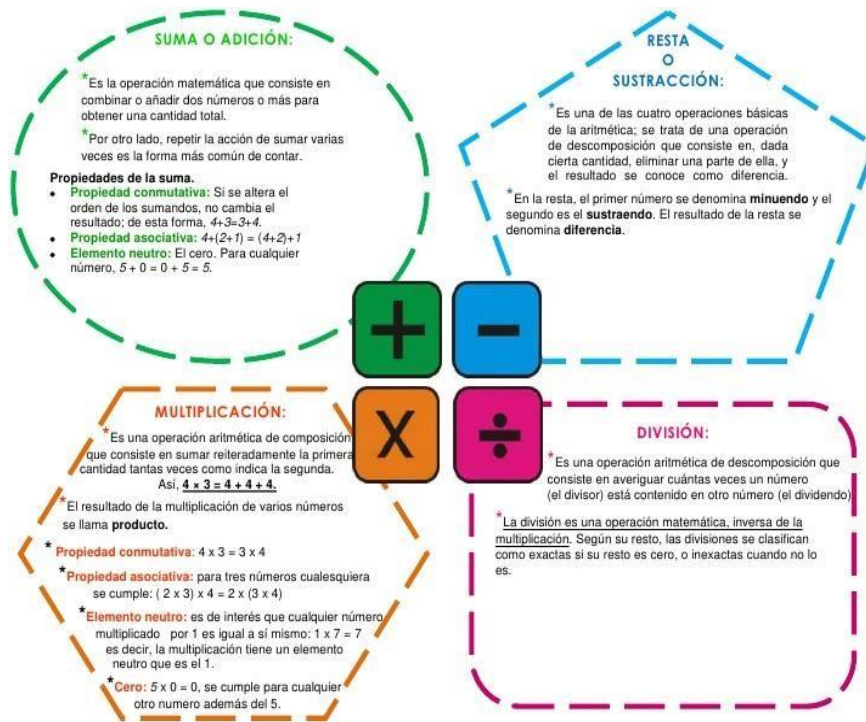 SUMA O ADICIÓN:
*Es la operación matemática que consiste en
combinar o añadir dos números o más para
obtener una cantidad total.
*Por otro lado, repetir la acción de sumar varias
veces es la forma más común de contar.
Propiedades de la suma.
• Propiedad conmutativa: Si se altera el
orden de los sumandos, no cambia el
resultado; de esta forma, 4+3=3+4.
• Propiedad asociativa: 4+(2+1) = (4+2)+1
• Elemento neutro: El cero. Para cualquier
número, 5 + 0 = 0 + 5 = 5.
RESTA
O
SUSTRACCIÓN:
*Es una de las cuatro operaciones básicas
de la aritmética; se trata de una operación
de descomposición que consiste en, dada
cierta cantidad, eliminar una parte de ella, y
el resultado se conoce como diferencia.
*En la resta, el primer número se denomina minuendo y el
segundo es el sustraendo. El resultado de la resta se
denomina diferencia.
+ −
X ÷
MULTIPLICACIÓN:
*Es una operación aritmética de composición
que consiste en sumar reiteradamente la primera
cantidad tantas veces como indica la segunda.
Así, 4 × 3 = 4 + 4 + 4.
*El resultado de la multiplicación de varios números
se llama producto.
* Propiedad conmutativa: 4 x 3 = 3 x 4
*Propiedad asociativa: para tres números cualesquiera
se cumple: ( 2 x 3) x 4 = 2 x (3 x 4)
*Elemento neutro: es de interés que cualquier número
multiplicado por 1 es igual a sí mismo: 1 x 7 = 7
es decir, la multiplicación tiene un elemento
neutro que es el 1.
*Cero: 5 x 0 = 0, se cumple para cualquier
otro numero además del 5.
DIVISIÓN:
*Es una operación aritmética de descomposición que
consiste en averiguar cuántas veces un número
(el divisor) está contenido en otro número (el dividendo)
*La división es una operación matemática, inversa de la
multiplicación. Según su resto, las divisiones se clasifican
como exactas si su resto es cero, o inexactas cuando no lo
es.